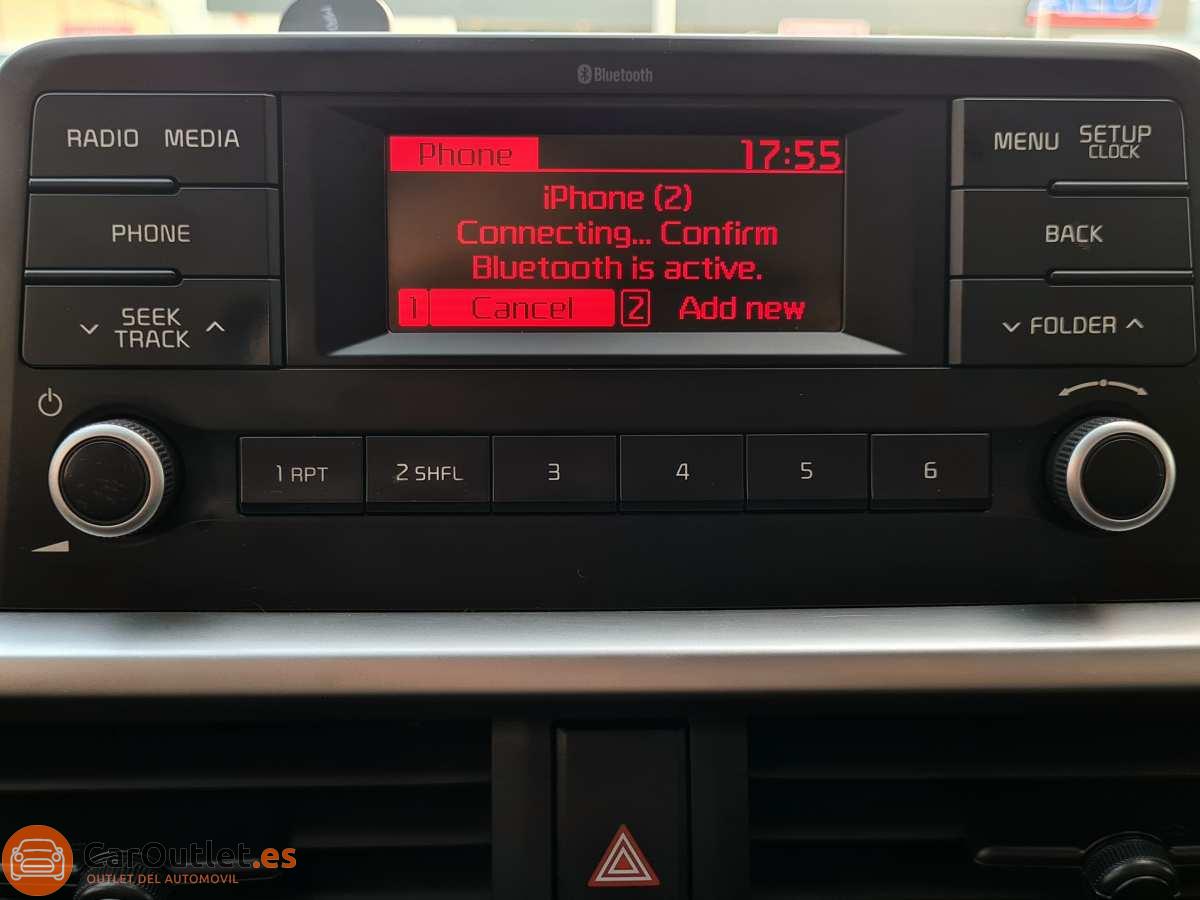 Bluetooth
RADIO MEDIA
PHONE
SEEK
TRACK
Phone 17:55
iPhone (2)
Connecting... Confirm
Bluetooth is active.
1 Cancel 2 Add new
MENU SETUP
CLOCK
BACK
FOLDER
1 RPT 2 SHFL 3 4 5 6
CarOutlet.es
OUTLET DEL AUTOMOVIL